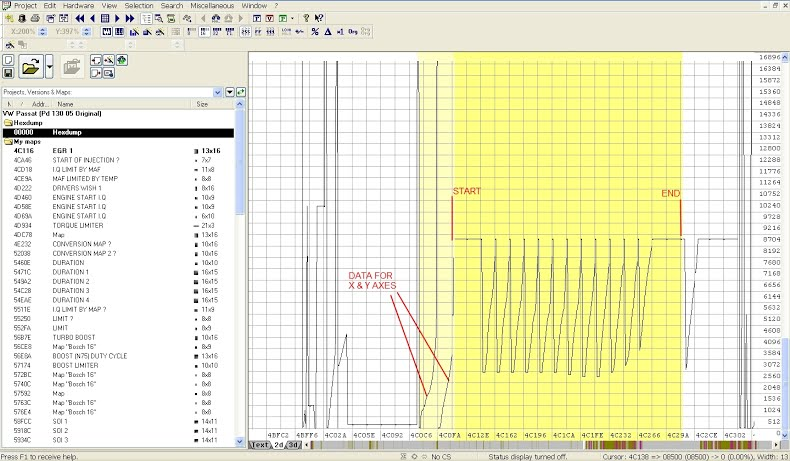 Project Edit Hardware View Selection Search Miscellaneous Window ?
X:200% Y:397%
Projects, Versions & Maps:
Addr... Name Size
VW Passat (Pd 130 05 Original)
Hexdump
00000 Hexdump
My maps
4C116 EGR 1 13x16
4CA46 START OF INJECTION ? 7x7
4CD18 I.Q LIMIT BY MAF 11x8
4CE9A MAF LIMITED BY TEMP 8x8
4D222 DRIVERS WISH 1 8x16
4D460 ENGINE START I.Q 10x9
4D58E ENGINE START I.Q 10x9
4D69A ENGINE START I.Q 6x10
4D934 TORQUE LIMITER 21x3
4DC78 Map 13x16
4E232 CONVERSION MAP ? 10x16
52038 CONVERSION MAP 2 ? 10x16
5460E DURATION 10x10
5471C DURATION 1 16x15
549A2 DURATION 2 16x15
54C28 DURATION 3 16x15
54EAE DURATION 4 16x15
5511E I.Q LIMIT BY MAP ? 11x9
55250 LIMIT ? 8x8
552FA LIMIT 8x9
56B7E TURBO BOOST 10x16
56CE8 Map "Bosch 16" 8x9
56E8A BOOST (N75) DUTY CYCLE 13x16
57174 BOOST LIMITER 10x10
572BC Map "Bosch 16" 8x8
5740C Map "Bosch 16" 8x8
57592 Map 8x8
5763C Map "Bosch 16" 8x8
576E4 Map "Bosch 16" 8x8
58FCC SOI 1 14x11
5918C SOI 2 14x11
5934C SOI 3 14x11
START
END
DATA FOR
X & Y AXES
16896
16384
15872
15360
14848
14336
13824
13312
12800
12288
11776
11264
10752
10240
9728
9216
8704
8192
7680
7168
6656
6144
5632
5120
4608
4096
3584
3072
2560
2048
1536
1024
512
4BFC2 4BFF6 4C02A 4C05E 4C092 4C0C6 4C0FA 4C12E 4C162 4C196 4C1CA 4C1FE 4C232 4C266 4C29A 4C2CE 4C302
Text 2d 3d
Press F1 to receive help.
No CS
Status display turned off.
Cursor: 4C138 => 08500 (08500) -> 0 (0.00%), Width: 13